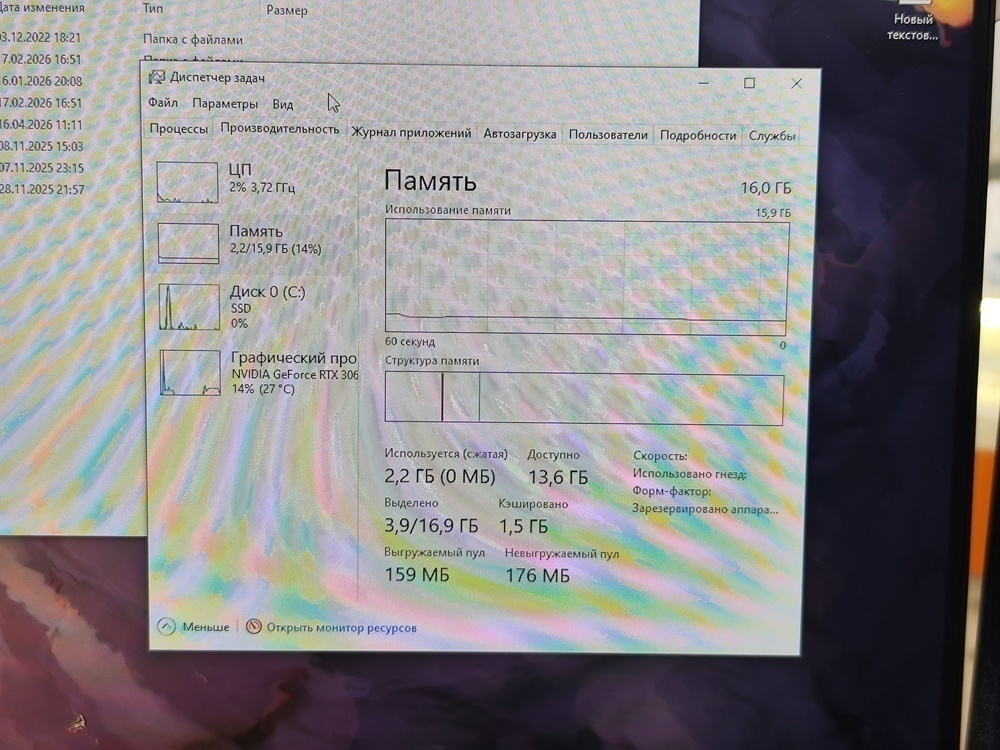 Дата изменения Тип Размер
03.12.2022 18:21 Папка с файлами
17.02.2026 16:51
16.01.2026 20:08
17.02.2026 16:51
16.04.2026 11:11
08.11.2025 15:03
07.11.2025 23:15
28.11.2025 21:57
Новый
текстов...
Диспетчер задач
Файл Параметры Вид
Процессы Производительность Журнал приложений Автозагрузка Пользователи Подробности Службы
ЦП
2% 3,72 ГГц
Память
2,2/15,9 ГБ (14%)
Диск 0 (C:)
SSD
0%
Графический про
NVIDIA GeForce RTX 306
14% (27 °C)
Память 16,0 ГБ
Использование памяти 15,9 ГБ
60 секунд 0
Структура памяти
Используется (сжатая) Доступно
2,2 ГБ (0 МБ) 13,6 ГБ
Выделено Кэшировано
3,9/16,9 ГБ 1,5 ГБ
Выгружаемый пул Невыгружаемый пул
159 МБ 176 МБ
Скорость:
Использовано гнезд:
Форм-фактор:
Зарезервировано аппара...
Меньше Открыть монитор ресурсов